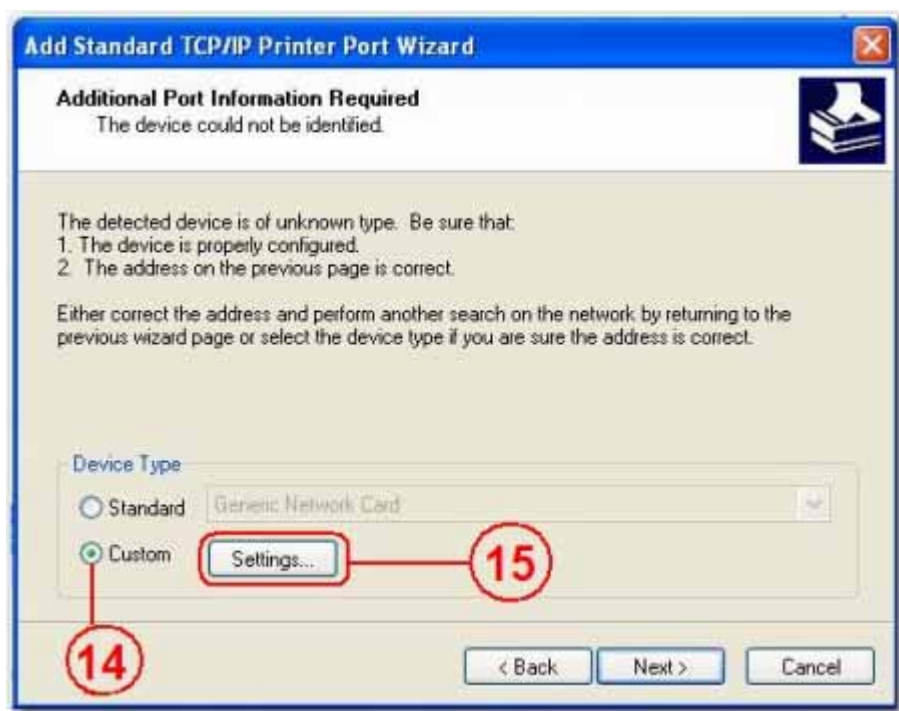 Add Standard TCP/IP Printer Port Wizard
Additional Port Information Required
The device could not be identified.
The detected device is of unknown type. Be sure that:
1. The device is properly configured.
2. The address on the previous page is correct.
Either correct the address and perform another search on the network by returning to the
previous wizard page or select the device type if you are sure the address is correct.
Device Type
Standard Generic Network Card
Custom Settings... 15
14
< Back Next > Cancel